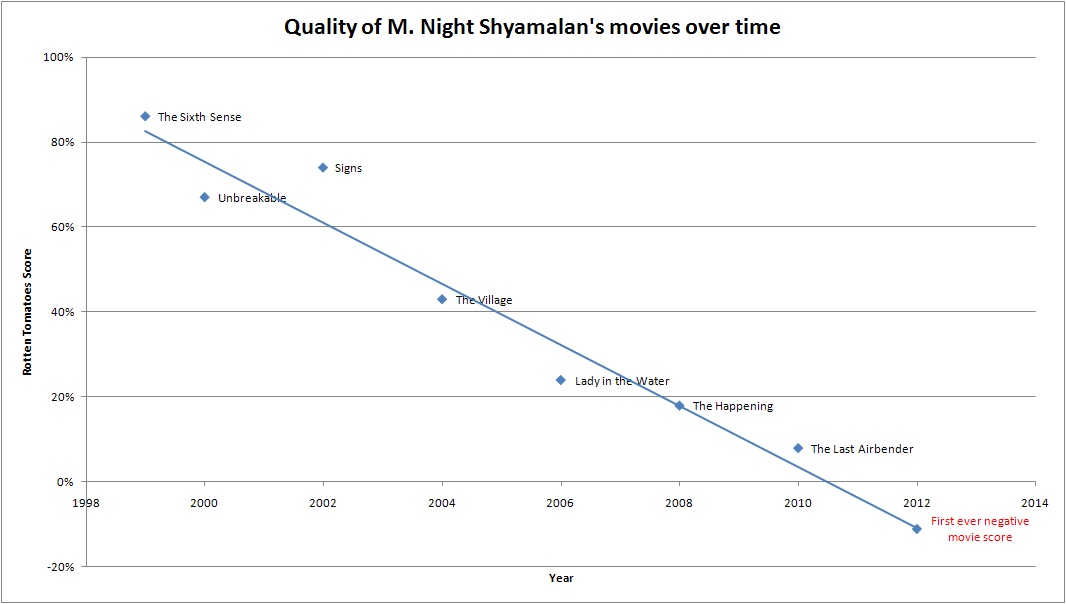 Quality of M. Night Shyamalan's movies over time
100%
The Sixth Sense
80%
Signs
Unbreakable
60%
Rotten Tomatoes Score
The Village
40%
Lady in the Water
20%
The Happening
The Last Airbender
0%
1998 2000 2002 2004 2006 2008 2010 2012 2014
First ever negative
movie score
-20%
Year